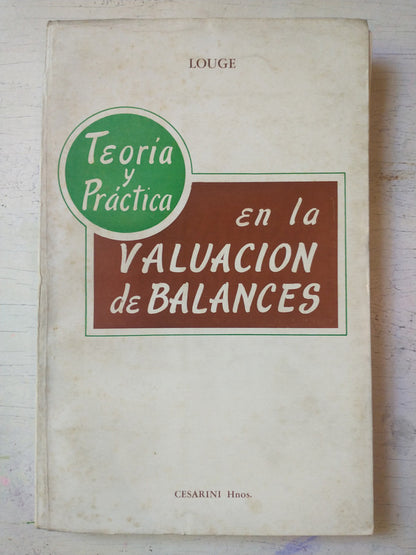 LOUGE
Teoría
y
Práctica
en la
VALUACION
de BALANCES
CESARINI Hnos.